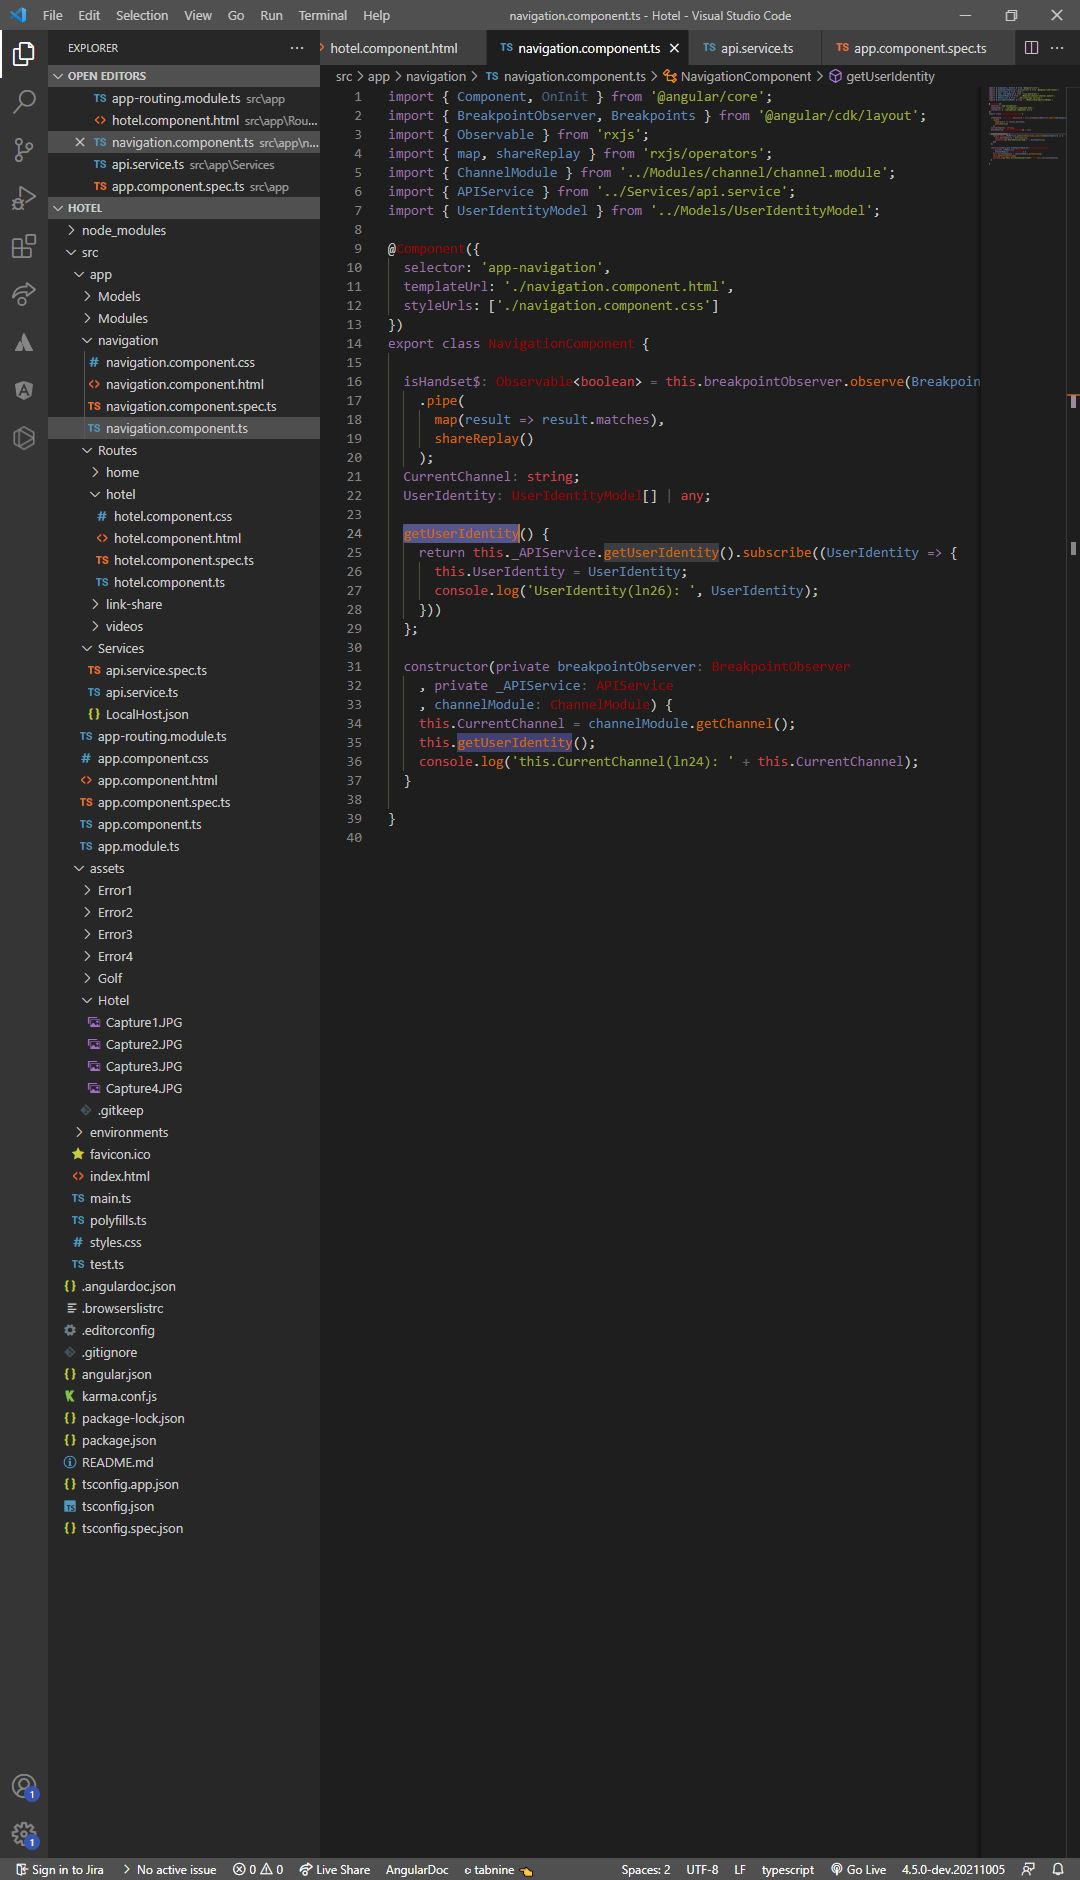 File Edit Selection View Go Run Terminal Help navigation.component.ts - Hotel - Visual Studio Code
EXPLORER
OPEN EDITORS
TS app-routing.module.ts src\app
<> hotel.component.html src\app\Rou...
TS navigation.component.ts src\app\n...
TS api.service.ts src\app\Services
TS app.component.spec.ts src\app
HOTEL
node_modules
src
app
Models
Modules
navigation
# navigation.component.css
<> navigation.component.html
TS navigation.component.spec.ts
TS navigation.component.ts
Routes
home
hotel
# hotel.component.css
<> hotel.component.html
TS hotel.component.spec.ts
TS hotel.component.ts
link-share
videos
Services
TS api.service.spec.ts
TS api.service.ts
{} LocalHost.json
TS app-routing.module.ts
# app.component.css
<> app.component.html
TS app.component.spec.ts
TS app.component.ts
TS app.module.ts
assets
Error1
Error2
Error3
Error4
Golf
Hotel
Capture1.JPG
Capture2.JPG
Capture3.JPG
Capture4.JPG
.gitkeep
environments
favicon.ico
<> index.html
TS main.ts
TS polyfills.ts
# styles.css
TS test.ts
{} .angulardoc.json
.browserslistrc
.editorconfig
.gitignore
{} angular.json
karma.conf.js
{} package-lock.json
{} package.json
README.md
{} tsconfig.app.json
TS tsconfig.json
{} tsconfig.spec.json
1
1
hotel.component.html TS navigation.component.ts TS api.service.ts TS app.component.spec.ts
src > app > navigation > TS navigation.component.ts > NavigationComponent > getUserIdentity
1 import { Component, OnInit } from '@angular/core';
2 import { BreakpointObserver, Breakpoints } from '@angular/cdk/layout';
3 import { Observable } from 'rxjs';
4 import { map, shareReplay } from 'rxjs/operators';
5 import { ChannelModule } from '../Modules/channel/channel.module';
6 import { APIService } from '../Services/api.service';
7 import { UserIdentityModel } from '../Models/UserIdentityModel';
8
9 @Component({
10 selector: 'app-navigation',
11 templateUrl: './navigation.component.html',
12 styleUrls: ['./navigation.component.css']
13 })
14 export class NavigationComponent {
15
16 isHandset$: Observable<boolean> = this.breakpointObserver.observe(Breakpoin
17 .pipe(
18 map(result => result.matches),
19 shareReplay()
20 );
21 CurrentChannel: string;
22 UserIdentity: UserIdentityModel[] | any;
23
24 getUserIdentity() {
25 return this._APIService.getUserIdentity().subscribe((UserIdentity => {
26 this.UserIdentity = UserIdentity;
27 console.log('UserIdentity(ln26): ', UserIdentity);
28 }))
29 };
30
31 constructor(private breakpointObserver: BreakpointObserver
32 , private _APIService: APIService
33 , channelModule: ChannelModule) {
34 this.CurrentChannel = channelModule.getChannel();
35 this.getUserIdentity();
36 console.log('this.CurrentChannel(ln24): ' + this.CurrentChannel);
37 }
38
39 }
40
Sign in to Jira > No active issue 0 0 Live Share AngularDoc tabnine Spaces: 2 UTF-8 LF typescript Go Live 4.5.0-dev.20211005